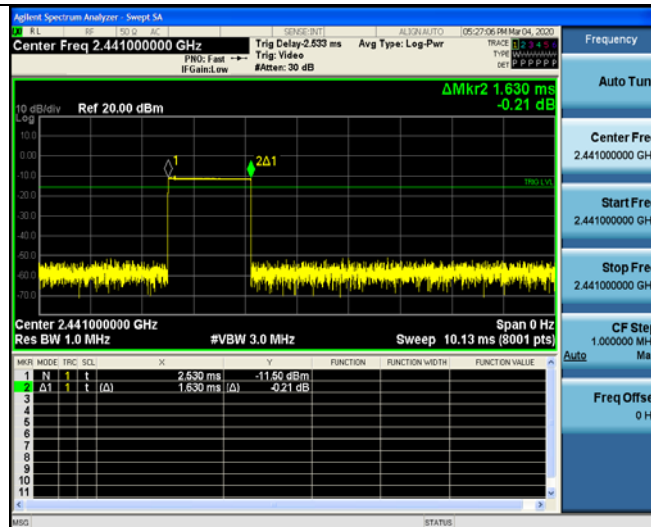 Agilent Spectrum Analyzer - Swept SA
RL RF 50 Ω AC SENSE:INT ALIGN AUTO 05:27:06 PM Mar 04, 2020
Center Freq 2.441000000 GHz
Trig Delay-2.533 ms
Avg Type: Log-Pwr
TRACE 1 2 3 4 5 6
PNO: Fast
Trig: Video
TYPE
IFGain:Low
#Atten: 30 dB
DET P P P P P P
ΔMkr2 1.630 ms
-0.21 dB
10 dB/div
Ref 20.00 dBm
Log
10.0
0.00
1
2Δ1
-10.0
TRIG LVL
-20.0
-30.0
-40.0
-50.0
-60.0
-70.0
Center 2.441000000 GHz
Span 0 Hz
Res BW 1.0 MHz
#VBW 3.0 MHz
Sweep 10.13 ms (8001 pts)
MKR MODE TRC SCL X Y FUNCTION FUNCTION WIDTH FUNCTION VALUE
1 N 1 t 2.530 ms -11.50 dBm
2 Δ1 1 t (Δ) 1.630 ms (Δ) -0.21 dB
3
4
5
6
7
8
9
10
11
MSG
STATUS
Frequency
Auto Tun
Center Fre
2.441000000 GH
Start Fre
2.441000000 GH
Stop Fre
2.441000000 GH
CF Step
1.000000 MH
Auto Ma
Freq Offse
0 H